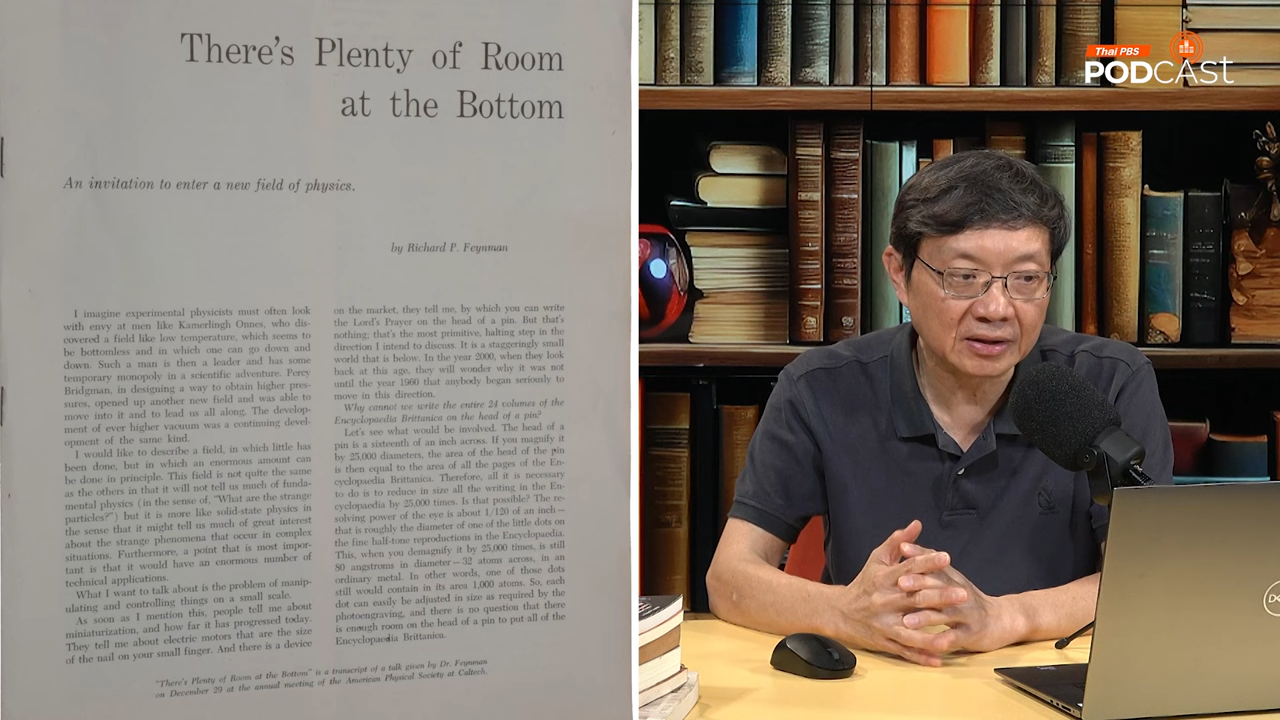 There's Plenty of Room
at the Bottom
An invitation to enter a new field of physics.
by Richard P. Feynman
I imagine experimental physicists must often look
with envy at men like Kamerlingh Onnes, who dis-
covered a field like low temperature, which seems to
be bottomless and in which one can go down and
down. Such a man is then a leader and has some
temporary monopoly in a scientific adventure. Percy
Bridgman, in designing a way to obtain higher pres-
sures, opened up another new field and was able to
move into it and to lead us all along. The develop-
ment of ever higher vacuum was a continuing devel-
opment of the same kind.
I would like to describe a field, in which little has
been done, but in which an enormous amount can
be done in principle. This field is not quite the same
as the others in that it will not tell us much of funda-
mental physics (in the sense of, "What are the strange
particles?") but it is more like solid-state physics in
the sense that it might tell us much of great interest
about the strange phenomena that occur in complex
situations. Furthermore, a point that is most impor-
tant is that it would have an enormous number of
technical applications.
What I want to talk about is the problem of manip-
ulating and controlling things on a small scale.
As soon as I mention this, people tell me about
miniaturization, and how far it has progressed today.
They tell me about electric motors that are the size
of the nail on your small finger. And there is a device
on the market, they tell me, by which you can write
the Lord's Prayer on the head of a pin. But that's
nothing; that's the most primitive, halting step in the
direction I intend to discuss. It is a staggeringly small
world that is below. In the year 2000, when they look
back at this age, they will wonder why it was not
until the year 1960 that anybody began seriously to
move in this direction.
Why cannot we write the entire 24 volumes of the
Encyclopaedia Brittanica on the head of a pin?
Let's see what would be involved. The head of a
pin is a sixteenth of an inch across. If you magnify it
by 25,000 diameters, the area of the head of the pin
is then equal to the area of all the pages of the En-
cyclopaedia Brittanica. Therefore, all it is necessary
to do is to reduce in size all the writing in the En-
cyclopaedia by 25,000 times. Is that possible? The re-
solving power of the eye is about 1/120 of an inch—
that is roughly the diameter of one of the little dots on
the fine half-tone reproductions in the Encyclopaedia.
This, when you demagnify it by 25,000 times, is still
80 angstroms in diameter—32 atoms across, in an
ordinary metal. In other words, one of those dots
still would contain in its area 1,000 atoms. So, each
dot can easily be adjusted in size as required by the
photoengraving, and there is no question that there
is enough room on the head of a pin to put all of the
Encyclopaedia Brittanica.
"There's Plenty of Room at the Bottom" is a transcript of a talk given by Dr. Feynman
on December 29 at the annual meeting of the American Physical Society at Caltech.
Thai PBS
PODCAST